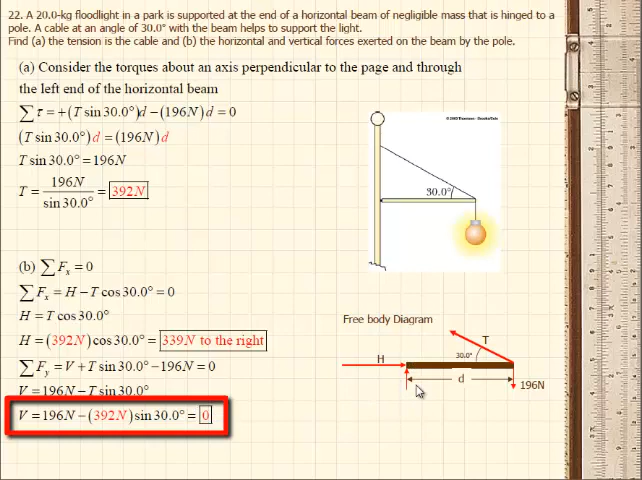 22. A 20.0-kg floodlight in a park is supported at the end of a horizontal beam of negligible mass that is hinged to a
pole. A cable at an angle of 30.0° with the beam helps to support the light.
Find (a) the tension is the cable and (b) the horizontal and vertical forces exerted on the beam by the pole.
(a) Consider the torques about an axis perpendicular to the page and through
the left end of the horizontal beam
∑τ = +(T sin 30.0°)d − (196N)d = 0
(T sin 30.0°)d = (196N)d
T sin 30.0° = 196N
T = 196N / sin 30.0° = 392N
30.0°
(b) ∑Fx = 0
∑Fx = H − T cos 30.0° = 0
H = T cos 30.0°
H = (392N) cos 30.0° = 339N to the right
∑Fy = V + T sin 30.0° − 196N = 0
V = 196N − T sin 30.0°
V = 196N − (392N) sin 30.0° = 0
Free body Diagram
T
30.0°
H
d
196N